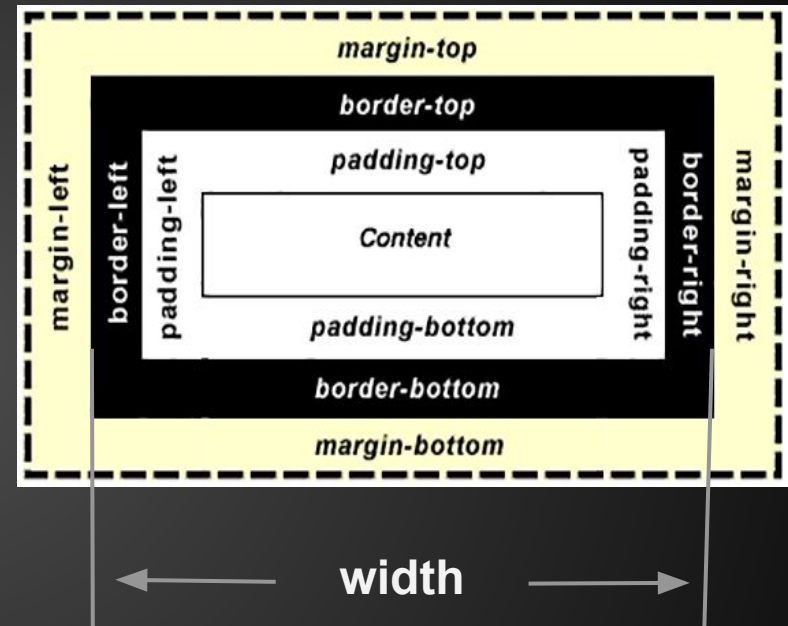 margin-top
border-top
padding-top
margin-left
border-left
padding-left
Content
padding-right
border-right
margin-right
padding-bottom
border-bottom
margin-bottom
width